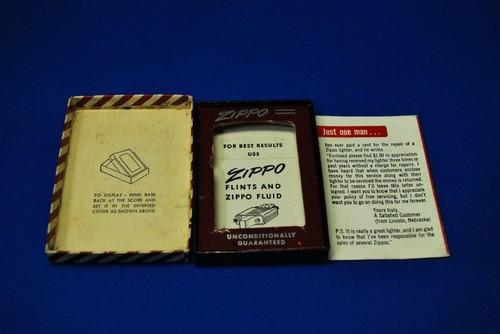 TO DISPLAY - BEND BASE
BACK AT THE SCORE AND
SET IT IN THE INVERTED
COVER AS SHOWN ABOVE
ZIPPO
FOR BEST RESULTS
USE
ZIPPO
FLINTS AND
ZIPPO FLUID
UNCONDITIONALLY
GUARANTEED
Just one man...
has ever paid a cent for the repair of a
Zippo lighter, and he writes . . .
"Enclosed please find $1.00 in appreciation
for having received my lighter three times in
past years without a charge for repairs. I
have heard that when customers enclose
money for this service along with their
lighter to be serviced the money is returned.
For that reason I'll leave this letter un-
signed. I want you to know that I appreciate
your policy of free servicing, but I don't
want you to go on doing this for me forever.
Yours truly,
A Satisfied Customer
(from Lincoln, Nebraska)
P.S. It is really a great lighter, and I am glad
to know that I've been responsible for the
sales of several Zippos."